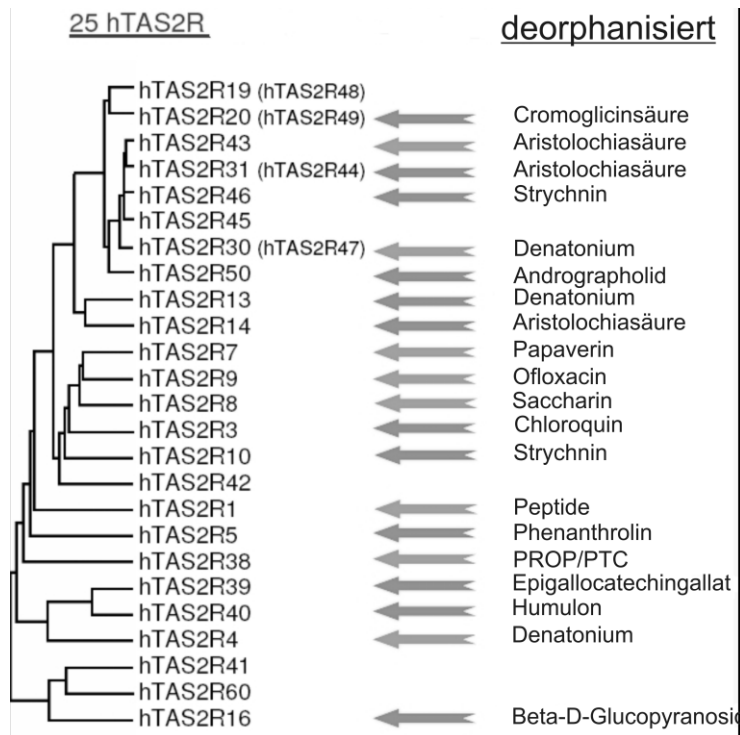 25 hTAS2R deorphanisiert
hTAS2R19 (hTAS2R48)
hTAS2R20 (hTAS2R49) Cromoglicinsäure
hTAS2R43 Aristolochiasäure
hTAS2R31 (hTAS2R44) Aristolochiasäure
hTAS2R46 Strychnin
hTAS2R45
hTAS2R30 (hTAS2R47) Denatonium
hTAS2R50 Andrographolid
hTAS2R13 Denatonium
hTAS2R14 Aristolochiasäure
hTAS2R7 Papaverin
hTAS2R9 Ofloxacin
hTAS2R8 Saccharin
hTAS2R3 Chloroquin
hTAS2R10 Strychnin
hTAS2R42
hTAS2R1 Peptide
hTAS2R5 Phenanthrolin
hTAS2R38 PROP/PTC
hTAS2R39 Epigallocatechingallat
hTAS2R40 Humulon
hTAS2R4 Denatonium
hTAS2R41
hTAS2R60
hTAS2R16 Beta-D-Glucopyranosid